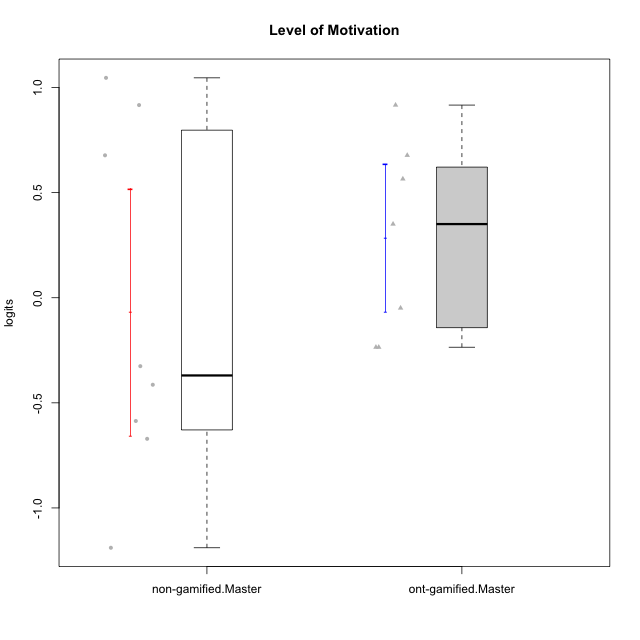 Level of Motivation
logits
1.0
0.5
0.0
-0.5
-1.0
non-gamified.Master
ont-gamified.Master